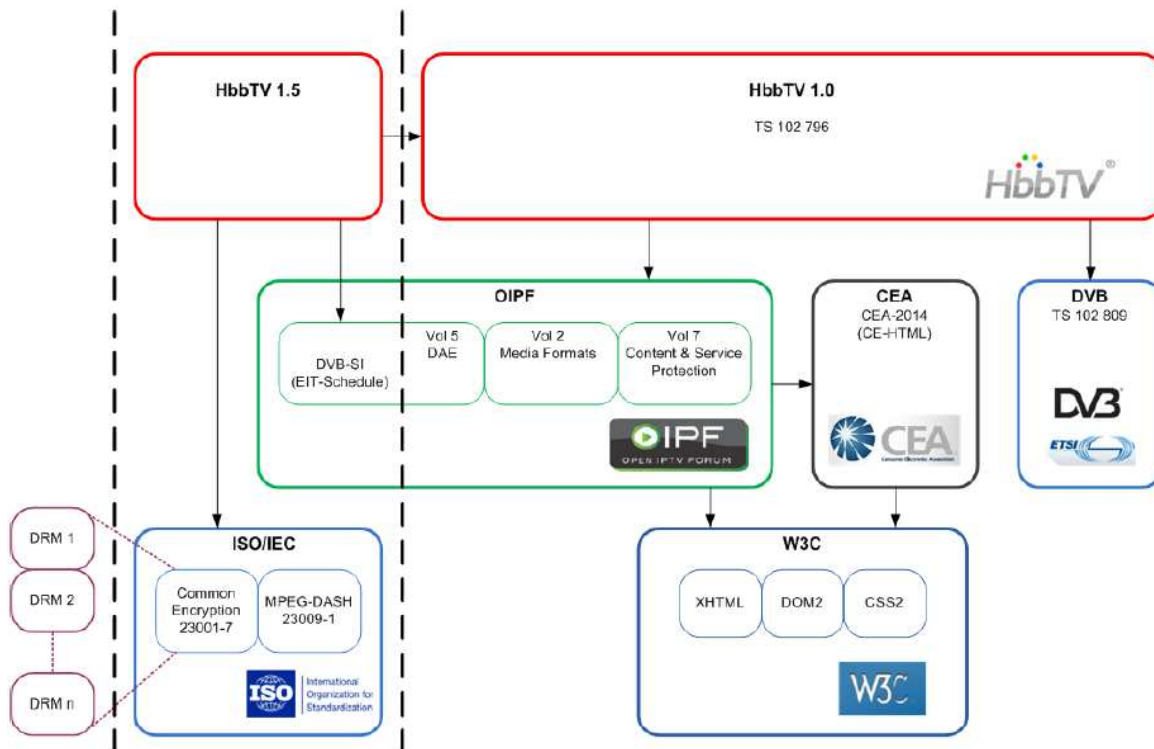 HbbTV 1.5
HbbTV 1.0
TS 102 796
HbbTV®
OIPF
DVB-SI
(EIT-Schedule)
Vol 5
DAE
Vol 2
Media Formats
Vol 7
Content & Service
Protection
OIPF
OPEN IPTV FORUM
CEA
CEA-2014
(CE-HTML)
CEA
Consumer Electronics Association
DVB
TS 102 809
DVB
ETSI
DRM 1
DRM 2
DRM n
ISO/IEC
Common
Encryption
23001-7
MPEG-DASH
23009-1
ISO
International
Organization for
Standardization
W3C
XHTML
DOM2
CSS2
W3C